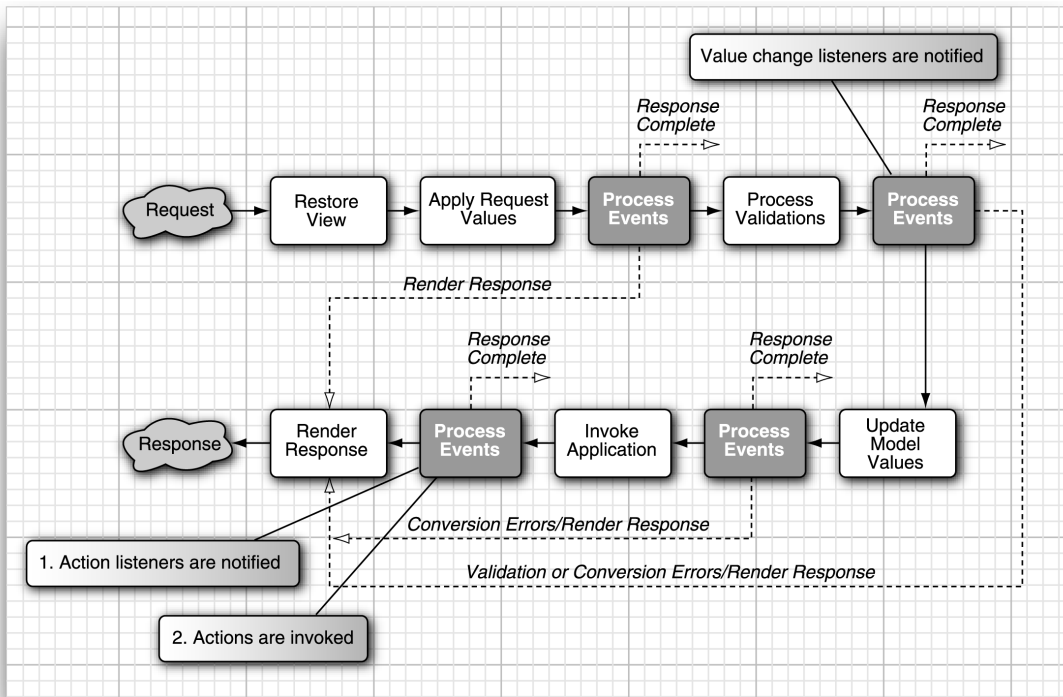 Value change listeners are notified
Response
Complete
Response
Complete
Request
Restore
View
Apply Request
Values
Process
Events
Process
Validations
Process
Events
Render Response
Response
Complete
Response
Complete
Response
Render
Response
Process
Events
Invoke
Application
Process
Events
Update
Model
Values
Conversion Errors/Render Response
1. Action listeners are notified
Validation or Conversion Errors/Render Response
2. Actions are invoked